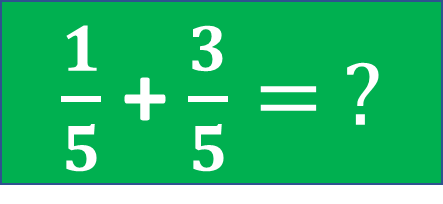 1/5 + 3/5 = ?